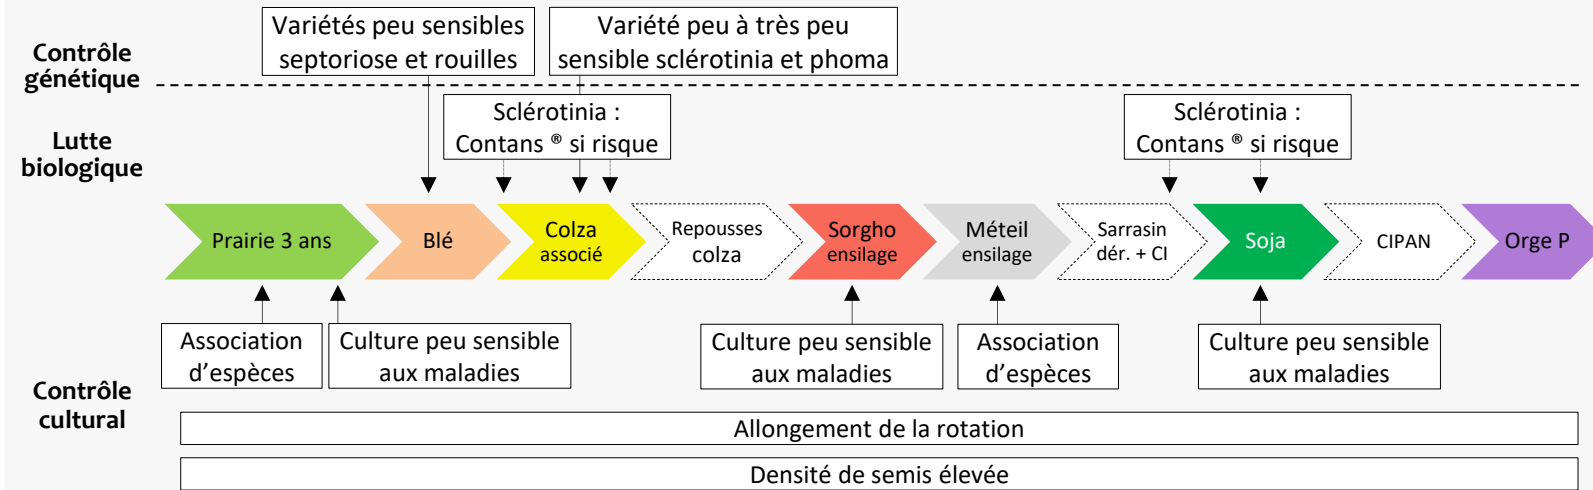 Variétés peu sensibles
septoriose et rouilles
Variété peu à très peu
sensible sclérotinia et phoma
Contrôle
génétique
Sclérotinia :
Contans ® si risque
Sclérotinia :
Contans ® si risque
Lutte
biologique
Prairie 3 ans
Blé
Colza
associé
Repousses
colza
Sorgho
ensilage
Méteil
ensilage
Sarrasin
dér. + CI
Soja
CIPAN
Orge P
Association
d’espèces
Culture peu sensible
aux maladies
Culture peu sensible
aux maladies
Association
d’espèces
Culture peu sensible
aux maladies
Contrôle
cultural
Allongement de la rotation
Densité de semis élevée